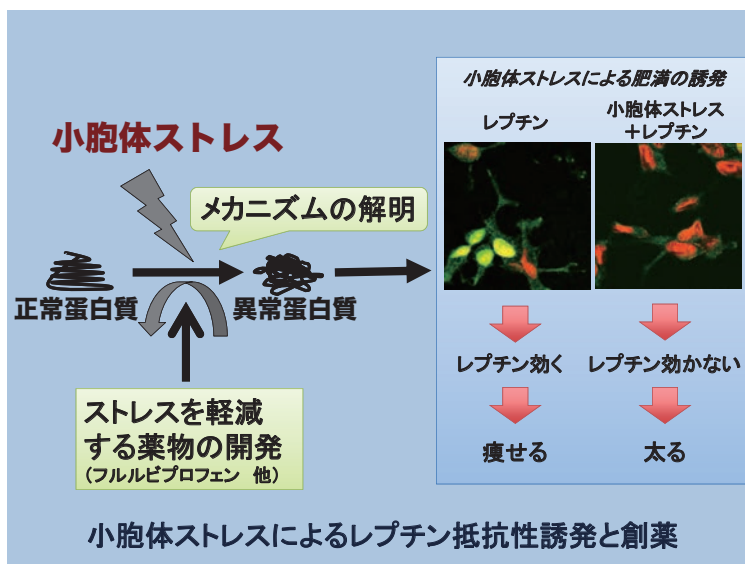 小胞体ストレス
メカニズムの解明
正常蛋白質
異常蛋白質
ストレスを軽減
する薬物の開発
(フルルビプロフェン 他)
小胞体ストレスによる肥満の誘発
レプチン
小胞体ストレス
+レプチン
レプチン効く
レプチン効かない
痩せる
太る
小胞体ストレスによるレプチン抵抗性誘発と創薬